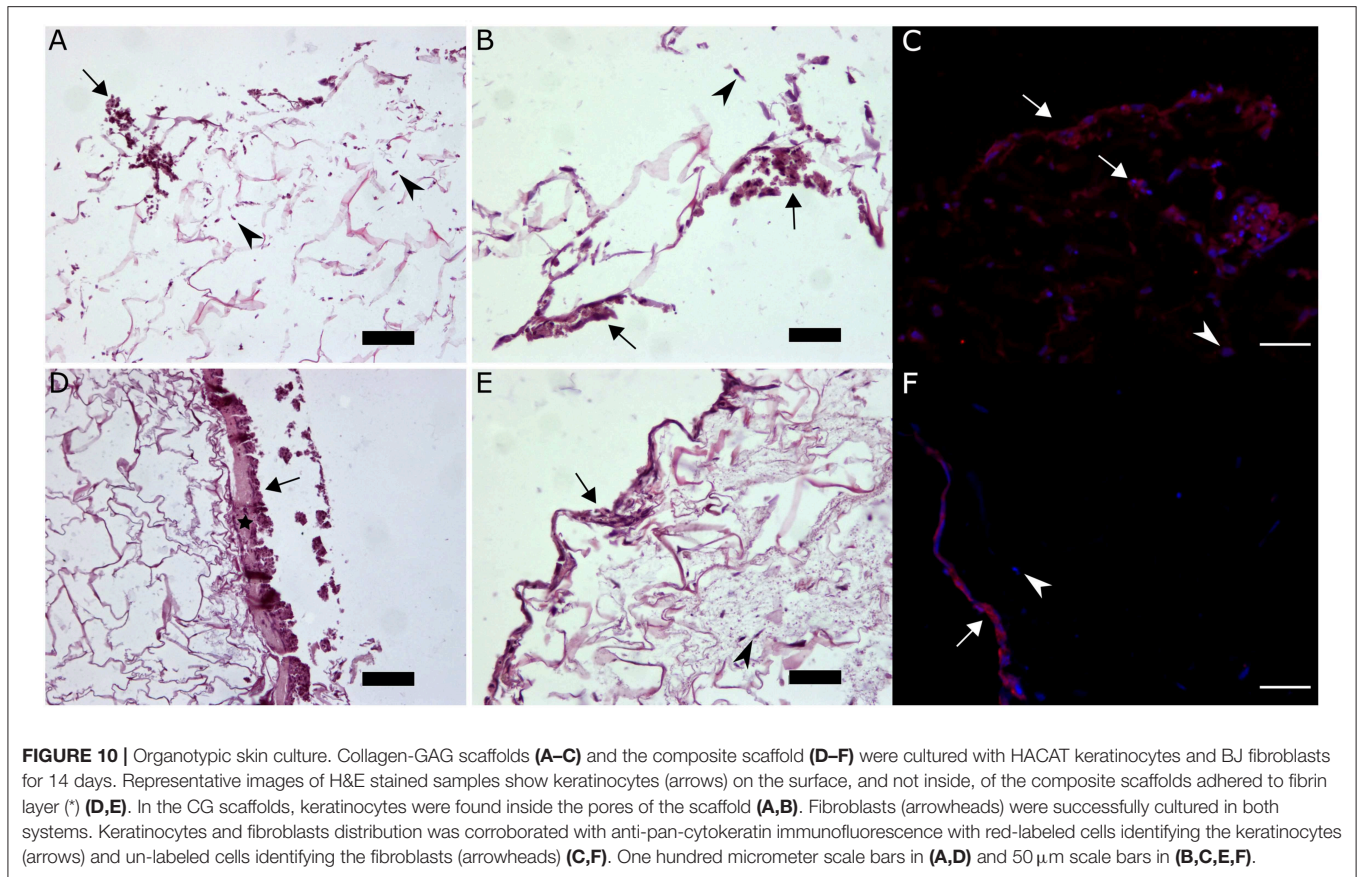 A
B
C
D
E
F
FIGURE 10 | Organotypic skin culture. Collagen-GAG scaffolds (A–C) and the composite scaffold (D–F) were cultured with HACAT keratinocytes and BJ fibroblasts
for 14 days. Representative images of H&E stained samples show keratinocytes (arrows) on the surface, and not inside, of the composite scaffolds adhered to fibrin
layer (*) (D,E). In the CG scaffolds, keratinocytes were found inside the pores of the scaffold (A,B). Fibroblasts (arrowheads) were successfully cultured in both
systems. Keratinocytes and fibroblasts distribution was corroborated with anti-pan-cytokeratin immunofluorescence with red-labeled cells identifying the keratinocytes
(arrows) and un-labeled cells identifying the fibroblasts (arrowheads) (C,F). One hundred micrometer scale bars in (A,D) and 50 μm scale bars in (B,C,E,F).